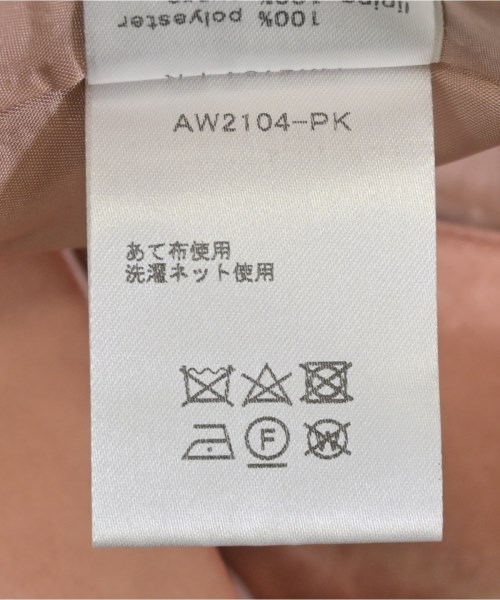 100% polyester
AW2104-PK
あて布使用
洗濯ネット使用
F
W